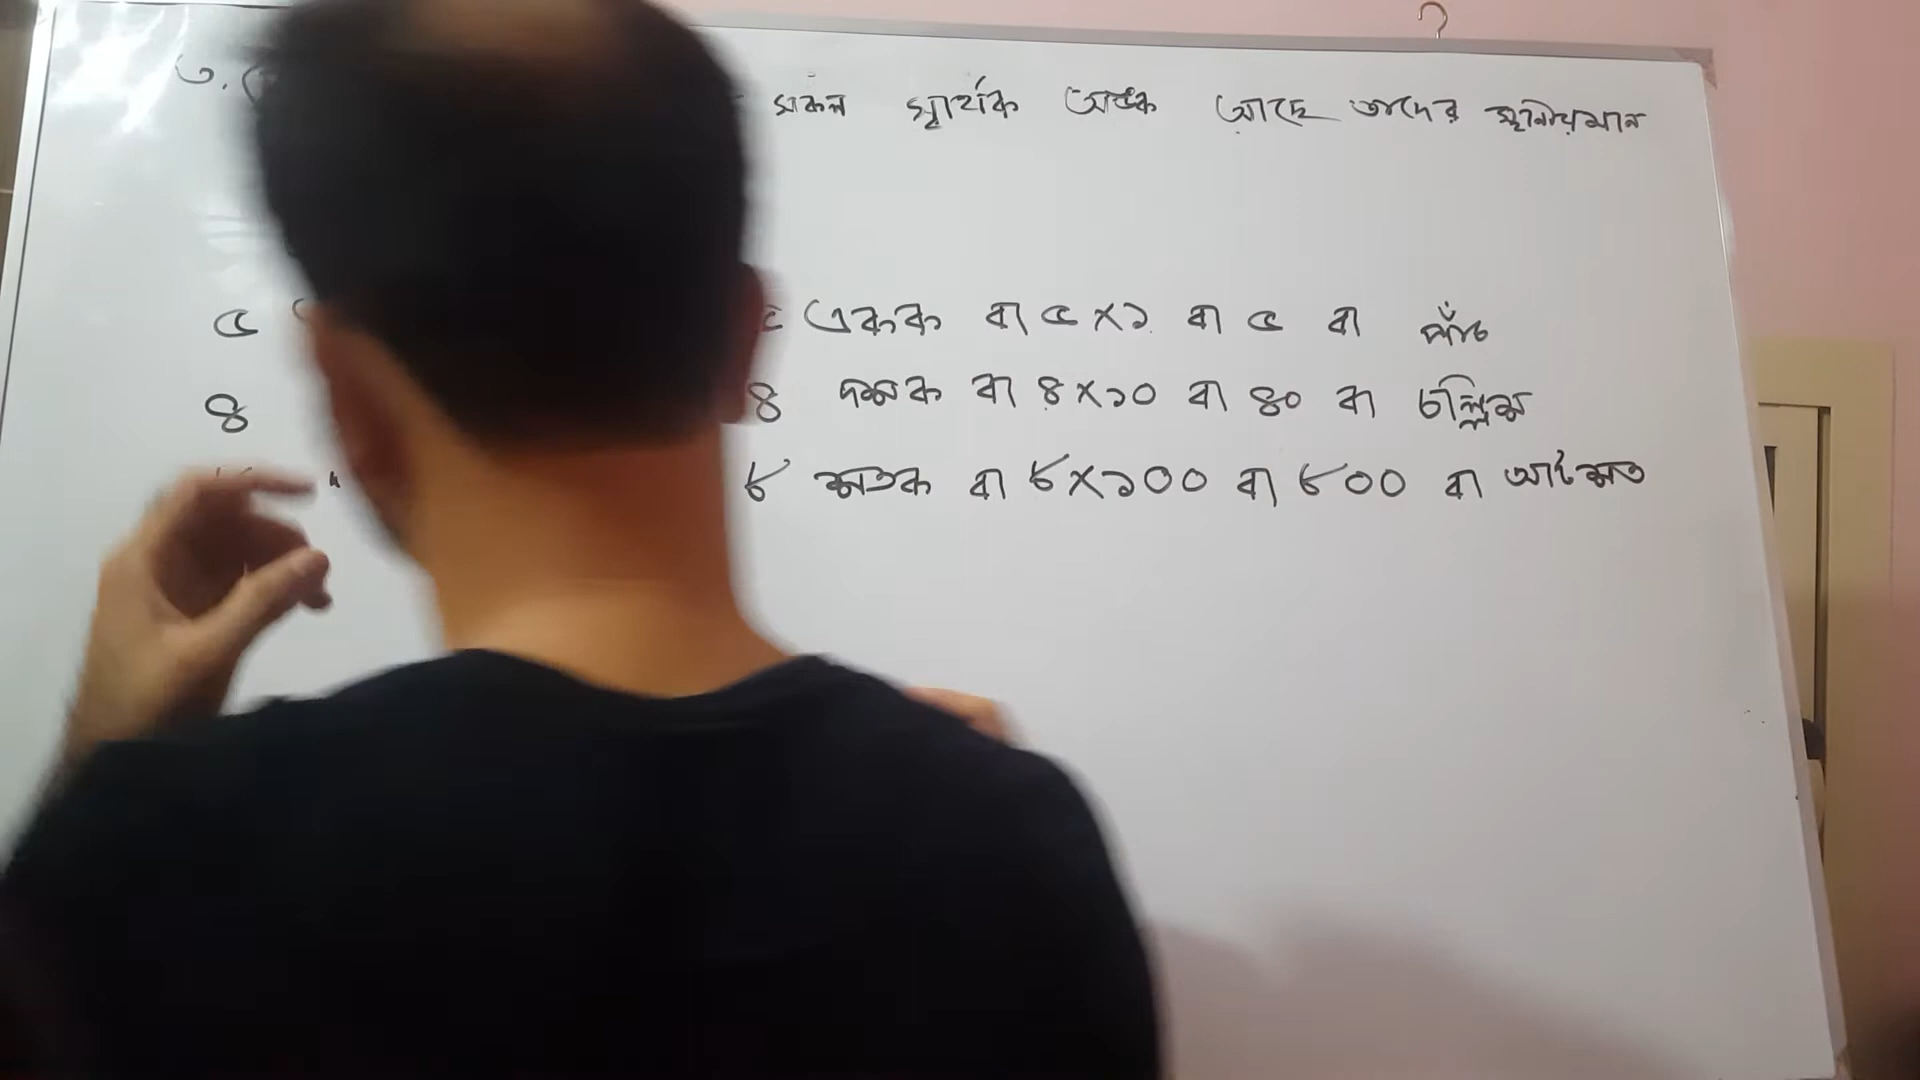 ৩. সকল স্বার্থক অঙ্ক আছে তাদের স্থানীয়মান
৫ ৫ একক বা ৫×১ বা ৫ বা পাঁচ
৪ ৪ দশক বা ৪×১০ বা ৪০ বা চল্লিশ
৮ শতক বা ৮×১০০ বা ৮০০ বা আটশত